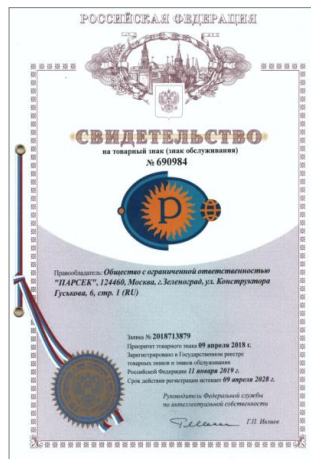 РОССИЙСКАЯ ФЕДЕРАЦИЯ
СВИДЕТЕЛЬСТВО
на товарный знак (знак обслуживания)
№ 690984
p
Правообладатель: Общество с ограниченной ответственностью
"ПАРСЕК", 124460, Москва, г.Зеленоград, ул. Конструктора
Гуськова, 6, стр. 1 (RU)
Заявка № 2018713879
Приоритет товарного знака 09 апреля 2018 г.
Зарегистрировано в Государственном реестре
товарных знаков и знаков обслуживания
Российской Федерации 11 января 2019 г.
Срок действия регистрации истекает 09 апреля 2028 г.
Руководитель Федеральной службы
по интеллектуальной собственности
Г.П. Ивлиев